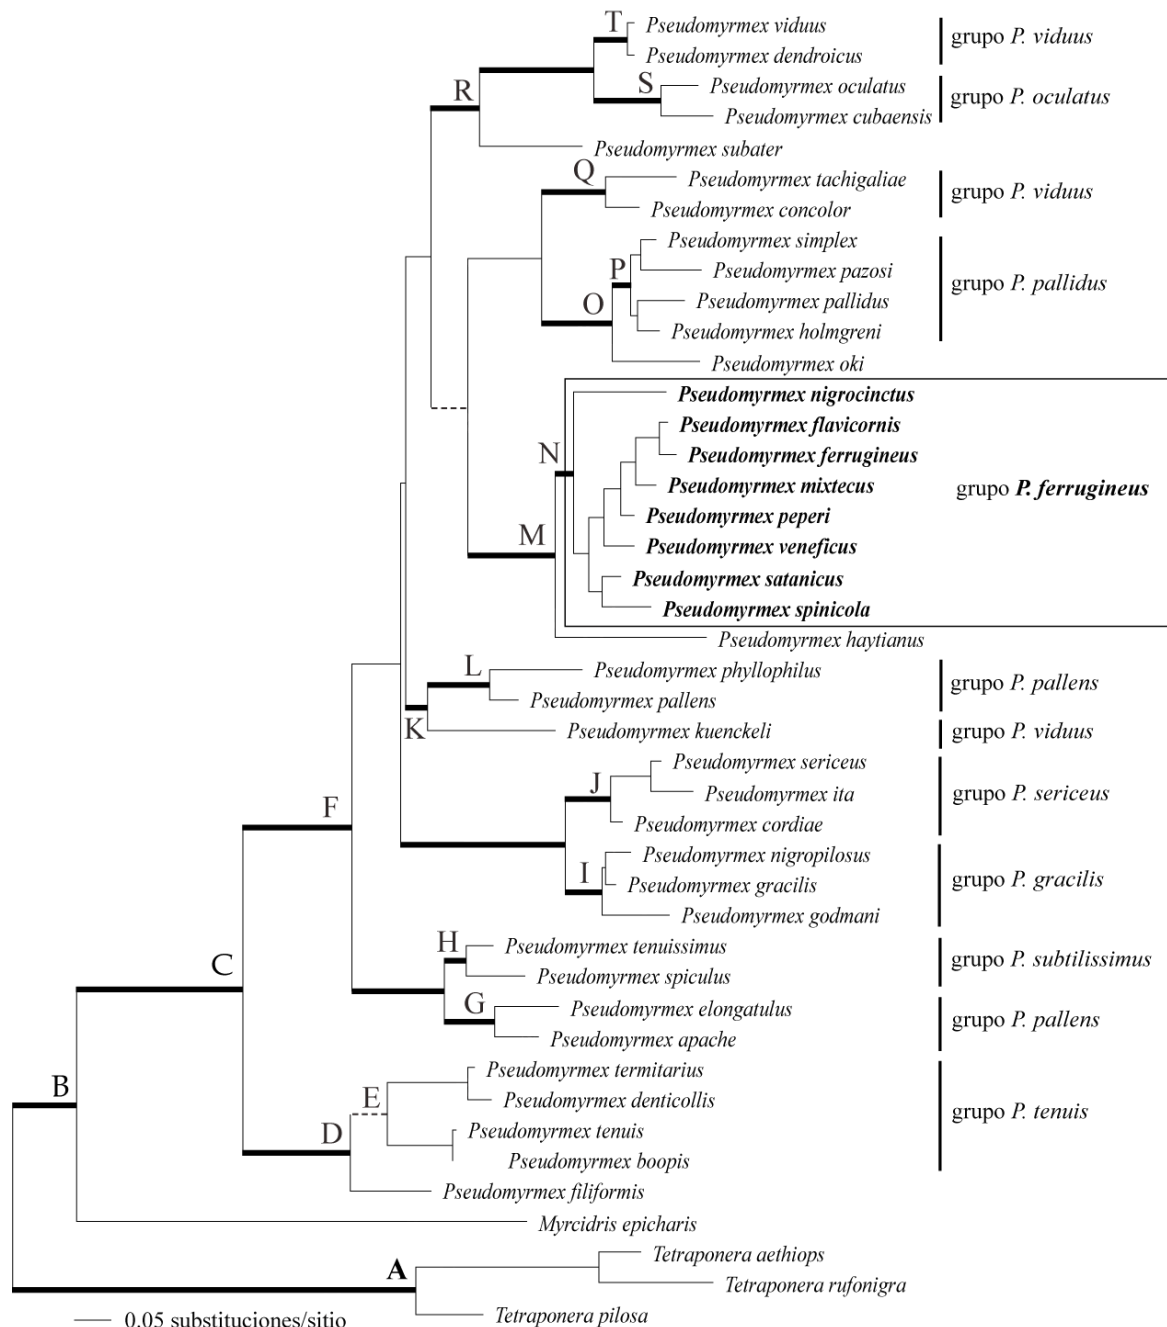 T
Pseudomyrmex viduus
Pseudomyrmex dendroicus
grupo P. viduus
S
Pseudomyrmex oculatus
Pseudomyrmex cubaensis
grupo P. oculatus
R
Pseudomyrmex subater
Q
Pseudomyrmex tachigaliae
Pseudomyrmex concolor
grupo P. viduus
Pseudomyrmex simplex
P
Pseudomyrmex pazosi
grupo P. pallidus
O
Pseudomyrmex pallidus
Pseudomyrmex holmgreni
Pseudomyrmex oki
Pseudomyrmex nigrocinctus
Pseudomyrmex flavicornis
N
Pseudomyrmex ferrugineus
Pseudomyrmex mixtecus
grupo P. ferrugineus
Pseudomyrmex peperi
M
Pseudomyrmex veneficus
Pseudomyrmex satanicus
Pseudomyrmex spinicola
Pseudomyrmex haytianus
L
Pseudomyrmex phyllophilus
Pseudomyrmex pallens
grupo P. pallens
K
Pseudomyrmex kuenckeli
grupo P. viduus
Pseudomyrmex sericeus
J
Pseudomyrmex ita
grupo P. sericeus
F
Pseudomyrmex cordiae
Pseudomyrmex nigropilosus
I
Pseudomyrmex gracilis
grupo P. gracilis
Pseudomyrmex godmani
H
Pseudomyrmex tenuissimus
C
Pseudomyrmex spiculus
grupo P. subtilissimus
G
Pseudomyrmex elongatulus
Pseudomyrmex apache
grupo P. pallens
B
Pseudomyrmex termitarius
E
Pseudomyrmex denticollis
grupo P. tenuis
D
Pseudomyrmex tenuis
Pseudomyrmex boopis
Pseudomyrmex filiformis
Myrcidris epicharis
A
Tetraponera aethiops
Tetraponera rufonigra
Tetraponera pilosa
0.05 substituciones/sitio